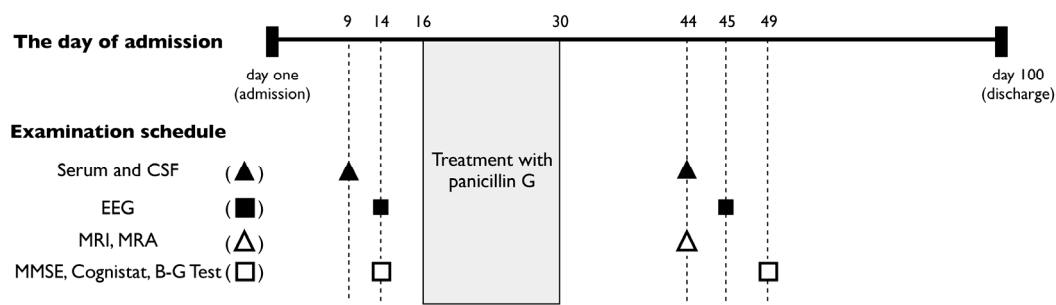 9 14 16 30 44 45 49
The day of admission
day one
(admission)
day 100
(discharge)
Examination schedule
Treatment with
panicillin G
Serum and CSF (▲)
EEG (■)
MRI, MRA (△)
MMSE, Cognistat, B-G Test (□)